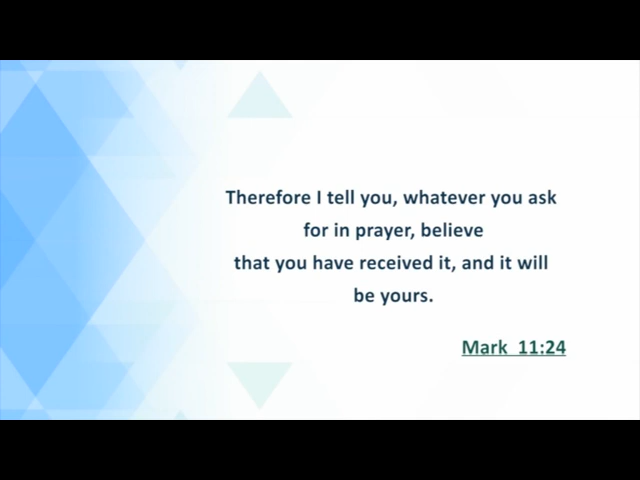 Therefore I tell you, whatever you ask
for in prayer, believe
that you have received it, and it will
be yours.
Mark  11:24